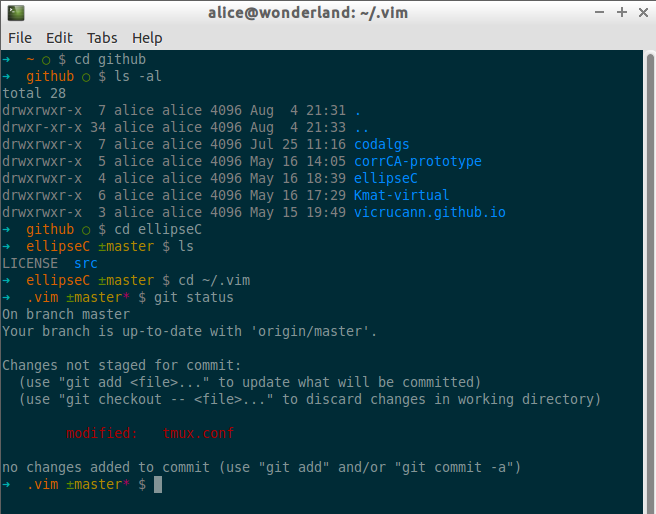 alice@wonderland: ~/.vim
File Edit Tabs Help
➜  ~ ○ $ cd github
➜  github ○ $ ls -al
total 28
drwxrwxr-x  7 alice alice 4096 Aug  4 21:31 .
drwxr-xr-x 34 alice alice 4096 Aug  4 21:33 ..
drwxrwxr-x  7 alice alice 4096 Jul 25 11:16 codalgs
drwxrwxr-x  5 alice alice 4096 May 16 14:05 corrCA-prototype
drwxrwxr-x  4 alice alice 4096 May 16 18:39 ellipseC
drwxrwxr-x  6 alice alice 4096 May 16 17:29 Kmat-virtual
drwxrwxr-x  3 alice alice 4096 May 15 19:49 vicrucann.github.io
➜  github ○ $ cd ellipseC
➜  ellipseC ±master $ ls
LICENSE  src
➜  ellipseC ±master $ cd ~/.vim
➜  .vim ±master* $ git status
On branch master
Your branch is up-to-date with 'origin/master'.
Changes not staged for commit:
  (use "git add <file>..." to update what will be committed)
  (use "git checkout -- <file>..." to discard changes in working directory)
        modified:   tmux.conf
no changes added to commit (use "git add" and/or "git commit -a")
➜  .vim ±master* $